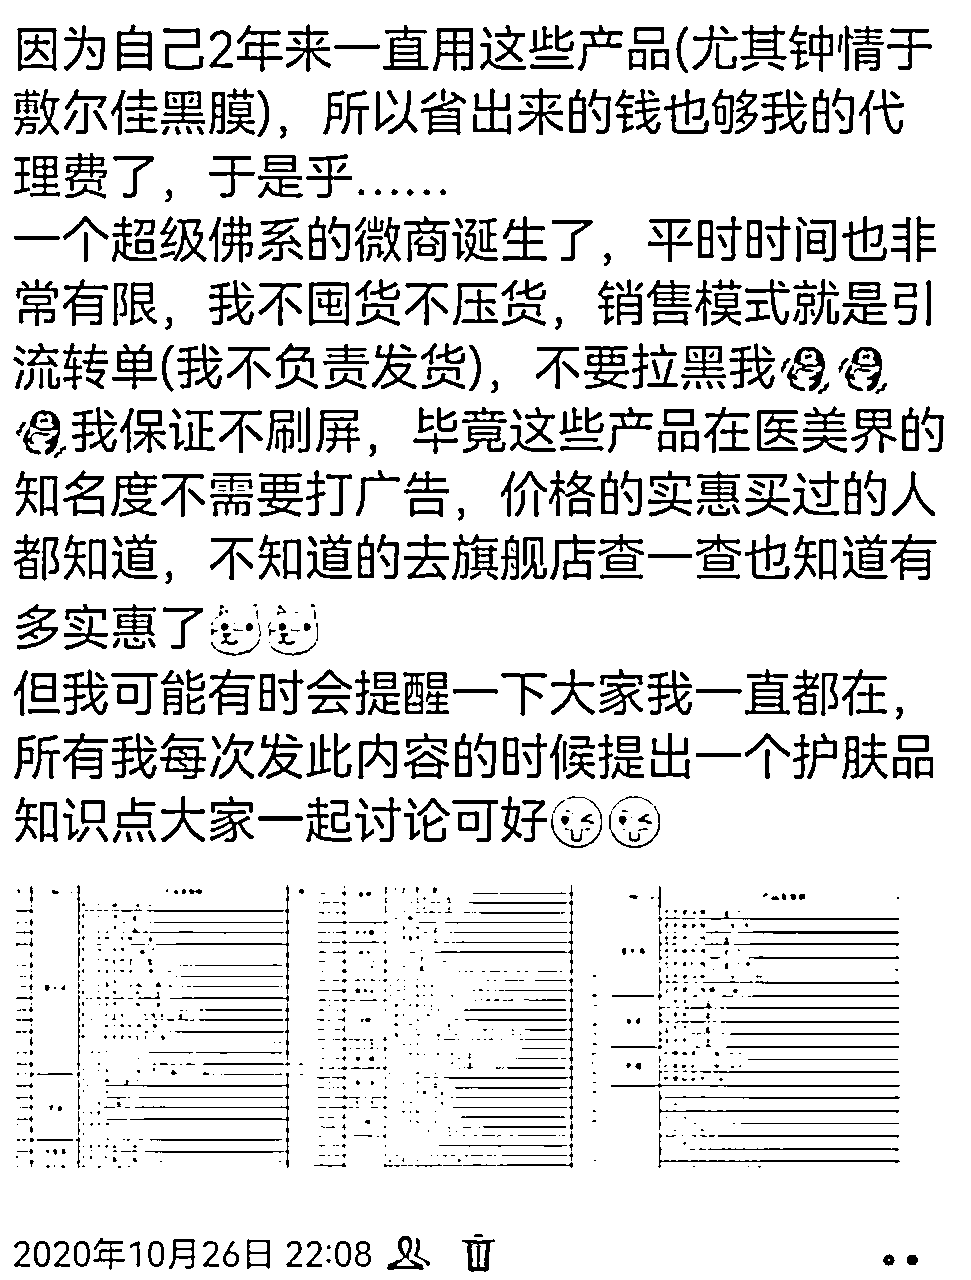 因为自己2年来一直用这些产品(尤其钟情于
敷尔佳黑膜)，所以省出来的钱也够我的代
理费了，于是乎……
一个超级佛系的微商诞生了，平时时间也非
常有限，我不囤货不压货，销售模式就是引
流转单(我不负责发货)，不要拉黑我
我保证不刷屏，毕竟这些产品在医美界的
知名度不需要打广告，价格的实惠买过的人
都知道，不知道的去旗舰店查一查也知道有
多实惠了
但我可能有时会提醒一下大家我一直都在，
所有我每次发此内容的时候提出一个护肤品
知识点大家一起讨论可好
2020年10月26日 22:08